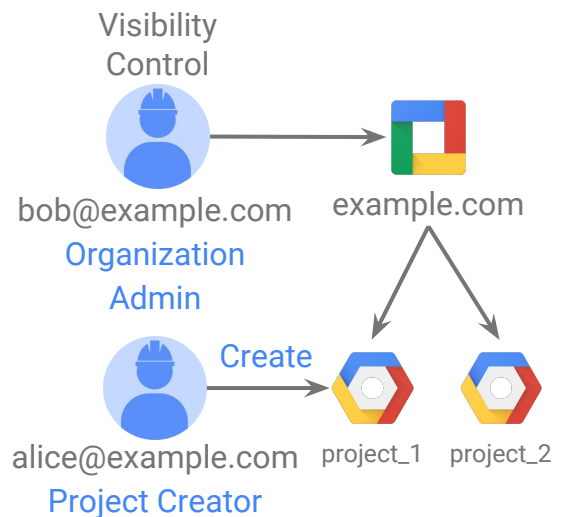 Visibility
Control
bob@example.com
example.com
Organization
Admin
Create
alice@example.com
project_1
project_2
Project Creator